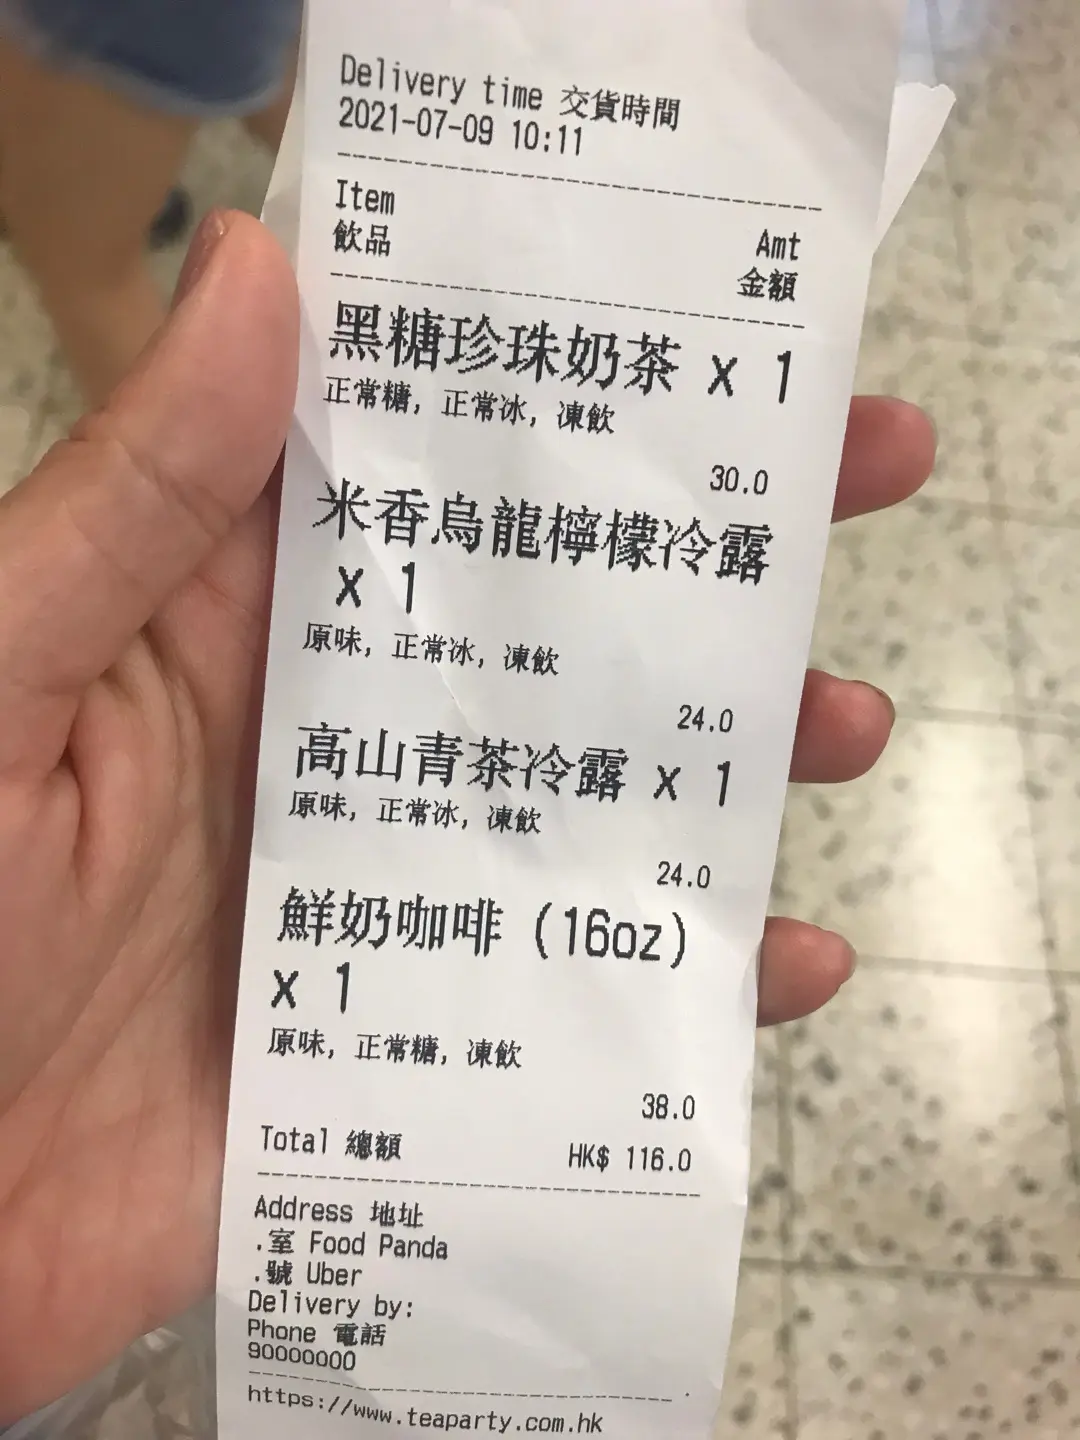 Delivery time 交貨時間
2021-07-09 10:11
Item Amt
飲品 金額
黑糖珍珠奶茶 x 1
正常糖, 正常冰, 凍飲
30.0
米香烏龍檸檬冷露
x 1
原味, 正常冰, 凍飲
24.0
高山青茶冷露 x 1
原味, 正常冰, 凍飲
24.0
鮮奶咖啡 (16oz)
x 1
原味, 正常糖, 凍飲
38.0
Total 總額 HK$ 116.0
Address 地址
.室 Food Panda
.號 Uber
Delivery by:
Phone 電話
90000000
https://www.teaparty.com.hk